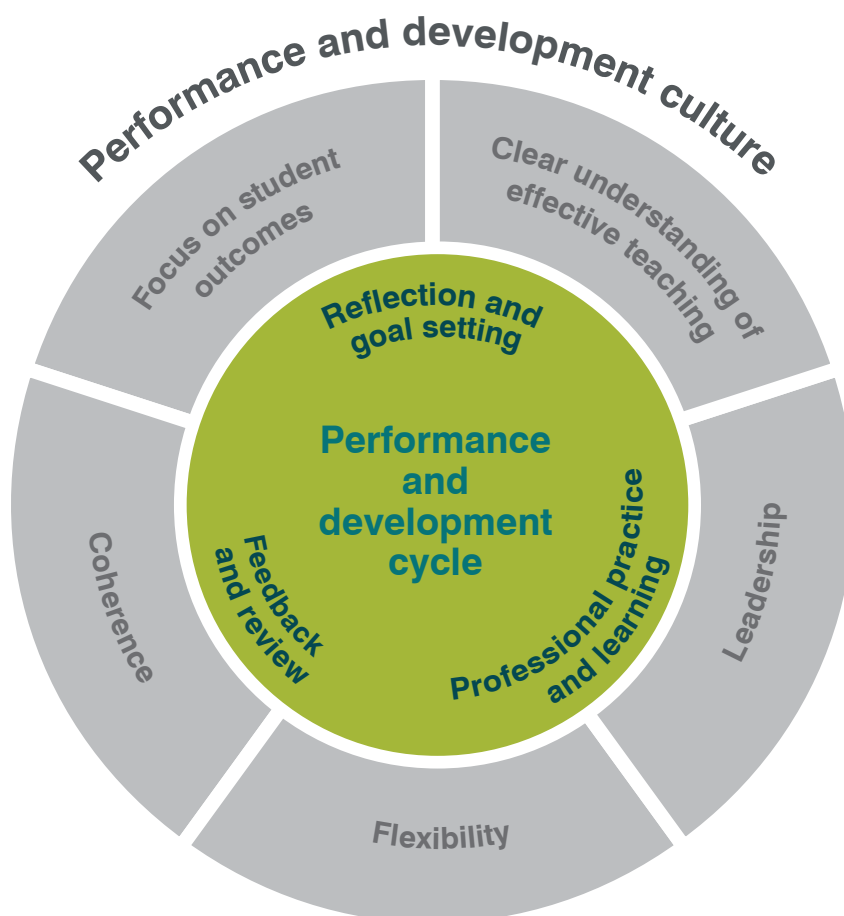 Performance and development culture
Focus on student
outcomes
Clear understanding of
effective teaching
Reflection and
goal setting
Performance
and
development
cycle
Professional practice
and learning
Feedback
and review
Coherence
Leadership
Flexibility